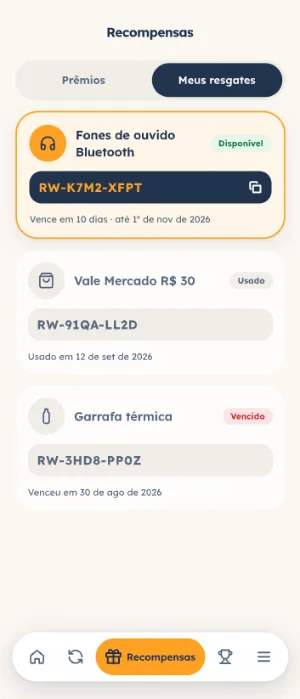 Recompensas
Prêmios
Meus resgates
Fones de ouvido
Bluetooth
Disponível
RW-K7M2-XFPT
Vence em 10 dias · até 1º de nov de 2026
Vale Mercado R$ 30
Usado
RW-91QA-LL2D
Usado em 12 de set de 2026
Garrafa térmica
Vencido
RW-3HD8-PP0Z
Venceu em 30 de ago de 2026
Recompensas